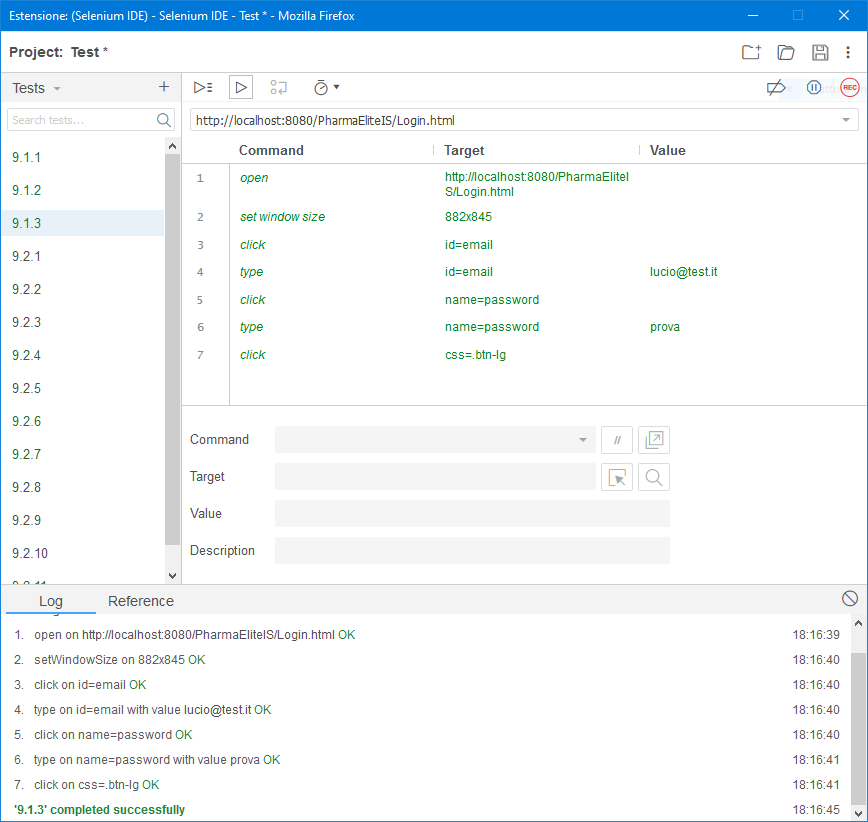 Estensione: (Selenium IDE) - Selenium IDE - Test * - Mozilla Firefox
Project: Test *
Tests
REC
Search tests...
http://localhost:8080/PharmaEliteIS/Login.html
9.1.1
9.1.2
9.1.3
9.2.1
9.2.2
9.2.3
9.2.4
9.2.5
9.2.6
9.2.7
9.2.8
9.2.9
9.2.10
9.2.11
Command Target Value
1 open http://localhost:8080/PharmaEliteI
S/Login.html
2 set window size 882x845
3 click id=email
4 type id=email lucio@test.it
5 click name=password
6 type name=password prova
7 click css=.btn-lg
Command //
Target
Value
Description
Log Reference
1. open on http://localhost:8080/PharmaEliteIS/Login.html OK 18:16:39
2. setWindowSize on 882x845 OK 18:16:40
3. click on id=email OK 18:16:40
4. type on id=email with value lucio@test.it OK 18:16:40
5. click on name=password OK 18:16:40
6. type on name=password with value prova OK 18:16:41
7. click on css=.btn-lg OK 18:16:41
'9.1.3' completed successfully 18:16:45